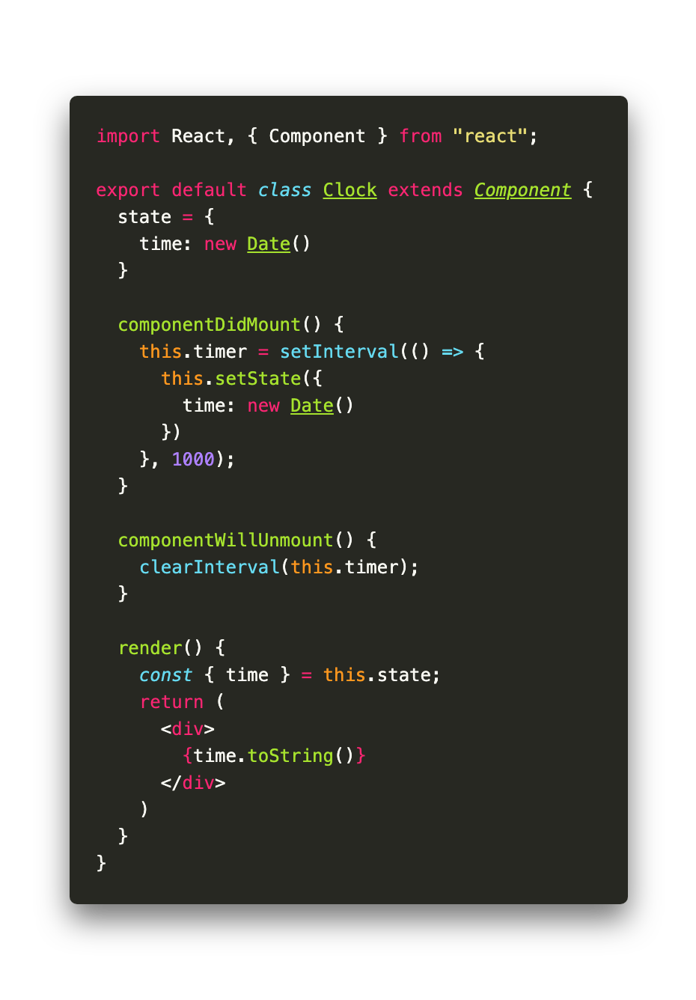 import React, { Component } from "react";

export default class Clock extends Component {
  state = {
    time: new Date()
  }

  componentDidMount() {
    this.timer = setInterval(() => {
      this.setState({
        time: new Date()
      })
    }, 1000);
  }

  componentWillUnmount() {
    clearInterval(this.timer);
  }

  render() {
    const { time } = this.state;
    return (
      <div>
        {time.toString()}
      </div>
    )
  }
}